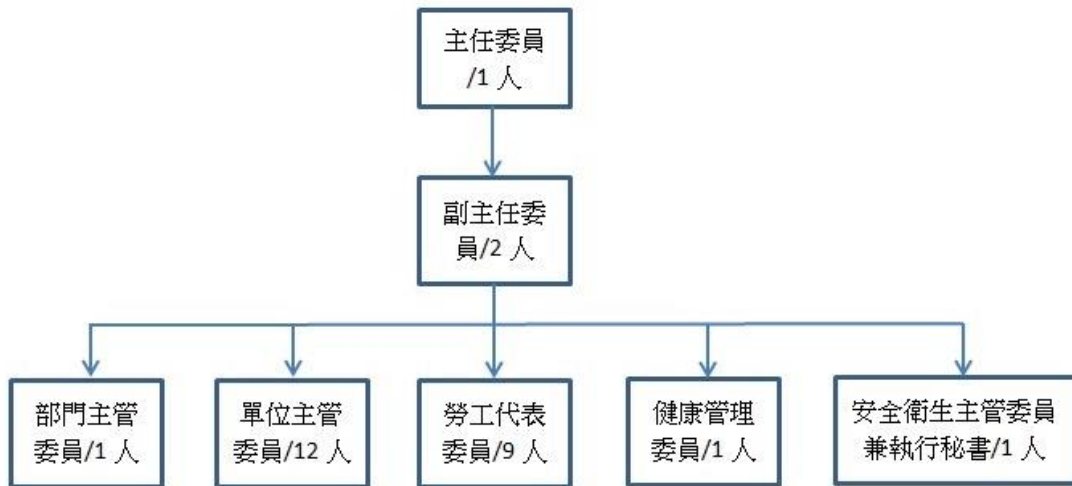 主任委員
/1 人
副主任委
員/2 人
部門主管
委員/1 人
單位主管
委員/12 人
勞工代表
委員/9 人
健康管理
委員/1 人
安全衛生主管委員
兼執行秘書/1 人